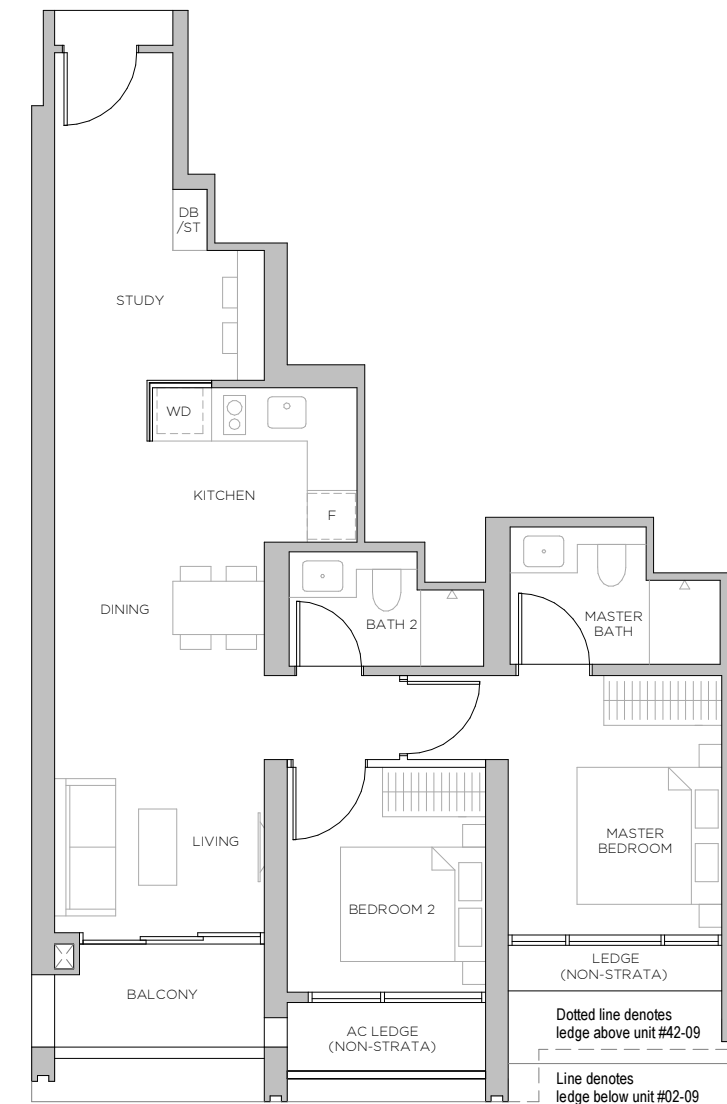 DB
/ST
STUDY
WD
KITCHEN
F
DINING
BATH 2
MASTER
BATH
LIVING
MASTER
BEDROOM
BEDROOM 2
BALCONY
LEDGE
(NON-STRATA)
AC LEDGE
(NON-STRATA)
Dotted line denotes
ledge above unit #42-09
Line denotes
ledge below unit #02-09